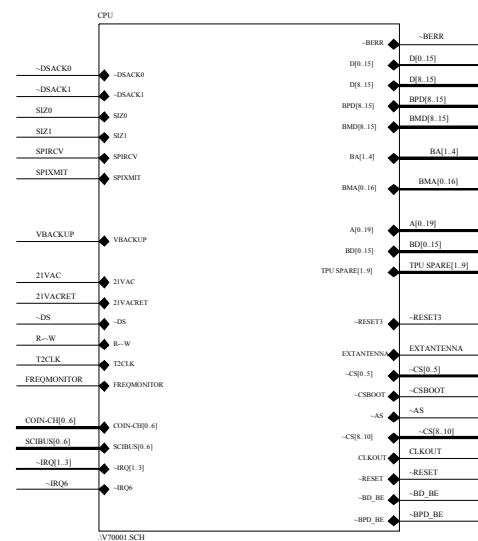 CPU
~BERR ~BERR
D[0..15] D[0..15]
~DSACK0 ~DSACK0 D[8..15] D[8..15]
~DSACK1 ~DSACK1 BPD[8..15] BPD[8..15]
SIZ0 SIZ0 BMD[8..15] BMD[8..15]
SIZ1 SIZ1
SPIRCV SPIRCV BA[1..4] BA[1..4]
SPIXMIT SPIXMIT BMA[0..16] BMA[0..16]
A[0..19] A[0..19]
VBACKUP VBACKUP BD[0..15] BD[0..15]
TPU SPARE[1..9] TPU SPARE[1..9]
21VAC 21VAC
21VACRET 21VACRET
~DS ~DS ~RESET3 ~RESET3
R-~W R-~W EXTANTENNA EXTANTENNA
T2CLK T2CLK ~CS[0..5] ~CS[0..5]
FREQMONITOR FREQMONITOR ~CSBOOT ~CSBOOT
~AS ~AS
COIN-CH[0..6] COIN-CH[0..6] ~CS[8..10] ~CS[8..10]
SCIBUS[0..6] SCIBUS[0..6] CLKOUT CLKOUT
~IRQ[1..3] ~IRQ[1..3] ~RESET ~RESET
~IRQ6 ~IRQ6 ~BD_BE ~BD_BE
~BPD_BE ~BPD_BE
.\V70001.SCH